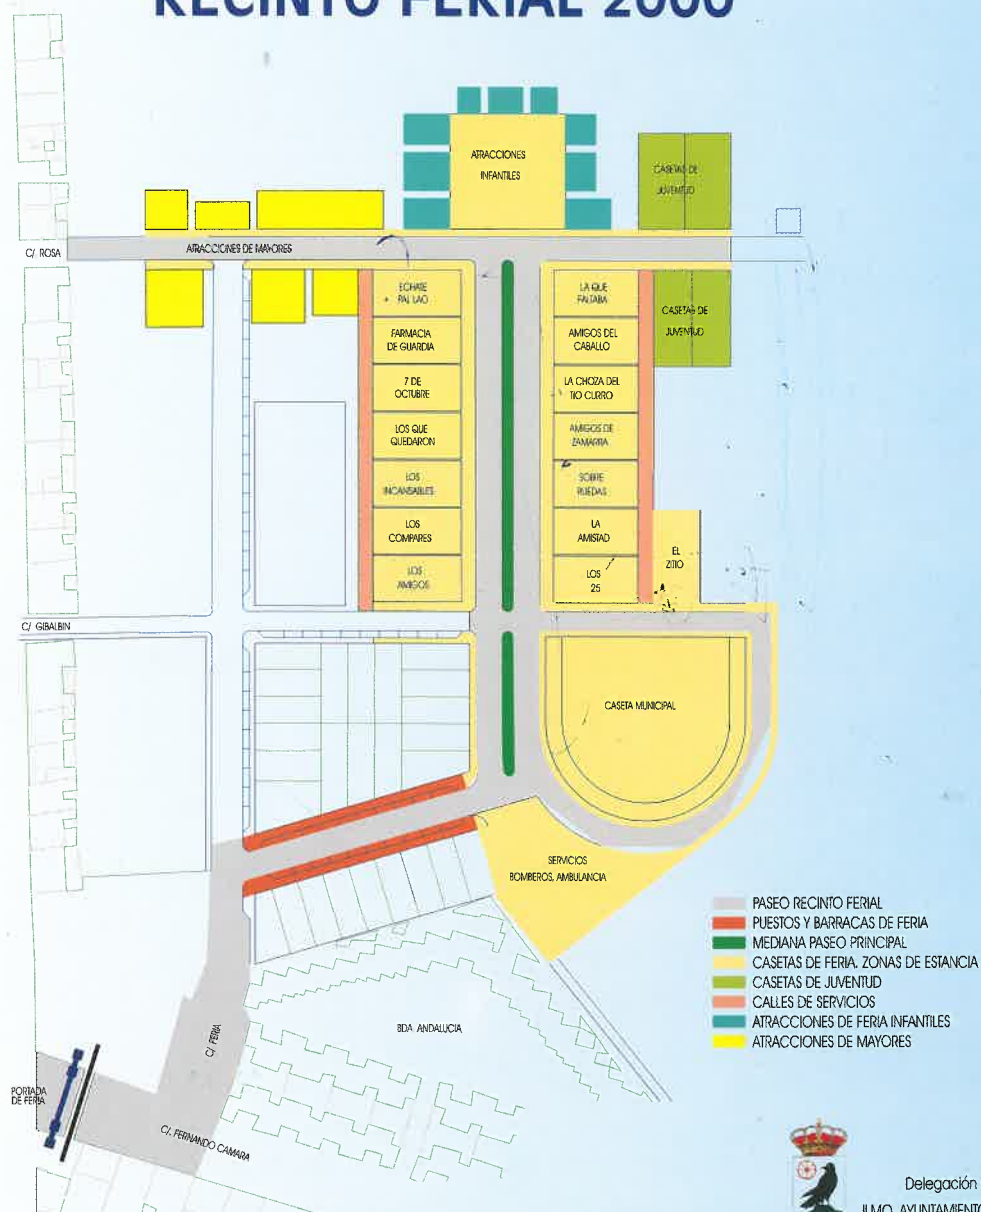 RECINTO FERIAL 2000
ATRACCIONES
INFANTILES
CASETAS DE
JUVENTUD
C/ ROSA
ATRACCIONES DE MAYORES
ECHATE
PAL LAO
LA QUE
FALTABA
CASETAS DE
JUVENTUD
FARMACIA
DE GUARDIA
AMIGOS DEL
CABALLO
7 DE
OCTUBRE
LA CHOZA DEL
TIO CURRO
LOS QUE
QUEDARON
AMIGOS DE
ZAMARRA
LOS
INCANSABLES
SOBRE
RUEDAS
LOS
COMPARES
LA
AMISTAD
EL
ZITIO
LOS
AMIGOS
LOS
25
C/ GIBALBIN
CASETA MUNICIPAL
SERVICIOS
BOMBEROS, AMBULANCIA
PASEO RECINTO FERIAL
PUESTOS Y BARRACAS DE FERIA
MEDIANA PASEO PRINCIPAL
CASETAS DE FERIA. ZONAS DE ESTANCIA
CASETAS DE JUVENTUD
CALLES DE SERVICIOS
ATRACCIONES DE FERIA INFANTILES
ATRACCIONES DE MAYORES
BDA. ANDALUCIA
C/ FERIA
PORTADA
DE FERIA
C/. FERNANDO CAMARA
Delegación
ILMO. AYUNTAMIENTO